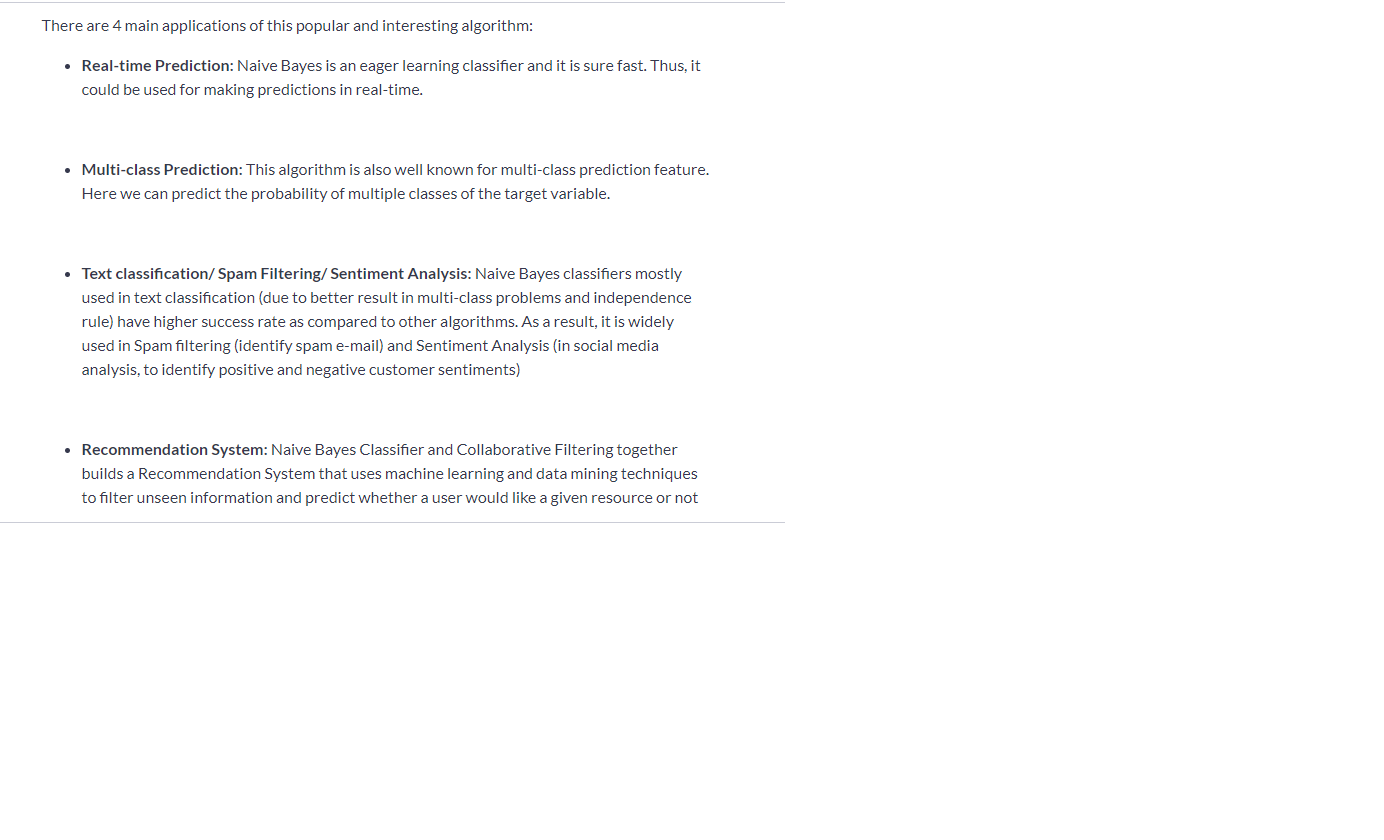 There are 4 main applications of this popular and interesting algorithm:
• Real-time Prediction: Naive Bayes is an eager learning classifier and it is sure fast. Thus, it
could be used for making predictions in real-time.
• Multi-class Prediction: This algorithm is also well known for multi-class prediction feature.
Here we can predict the probability of multiple classes of the target variable.
• Text classification/ Spam Filtering/ Sentiment Analysis: Naive Bayes classifiers mostly
used in text classification (due to better result in multi-class problems and independence
rule) have higher success rate as compared to other algorithms. As a result, it is widely
used in Spam filtering (identify spam e-mail) and Sentiment Analysis (in social media
analysis, to identify positive and negative customer sentiments)
• Recommendation System: Naive Bayes Classifier and Collaborative Filtering together
builds a Recommendation System that uses machine learning and data mining techniques
to filter unseen information and predict whether a user would like a given resource or not